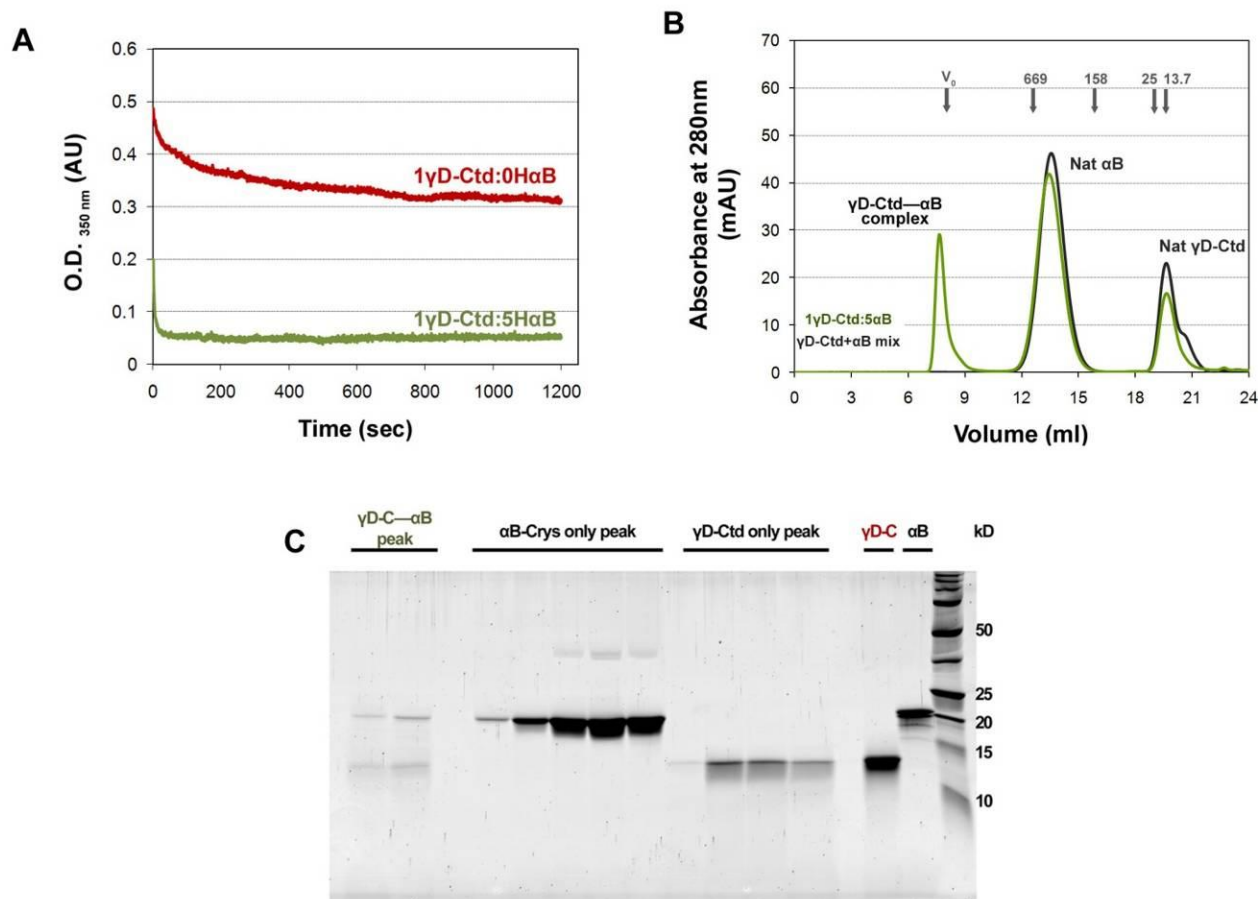 A
0.6
0.5
0.4
0.3
0.2
0.1
0
O.D. 350 nm (AU)
1γD-Ctd:0HαB
1γD-Ctd:5HαB
0 200 400 600 800 1000 1200
Time (sec)
B
70
60
50
40
30
20
10
0
Absorbance at 280nm
(mAU)
V0 669 158 25 13.7
Nat αB
γD-Ctd—αB
complex
Nat γD-Ctd
1γD-Ctd:5αB
γD-Ctd+αB mix
0 3 6 9 12 15 18 21 24
Volume (ml)
C
γD-C—αB
peak
αB-Crys only peak
γD-Ctd only peak
γD-C
αB
kD
50
25
20
15
10